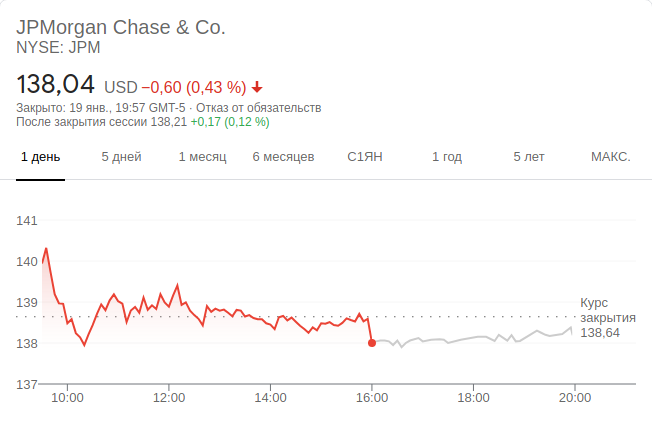 JPMorgan Chase & Co.
NYSE: JPM
138,04 USD −0,60 (0,43 %)
Закрыто: 19 янв., 19:57 GMT-5 · Отказ от обязательств
После закрытия сессии 138,21 +0,17 (0,12 %)
1 день 5 дней 1 месяц 6 месяцев С1ЯН 1 год 5 лет МАКС.
141
140
139
138
137
Курс
закрытия
138,64
10:00 12:00 14:00 16:00 18:00 20:00